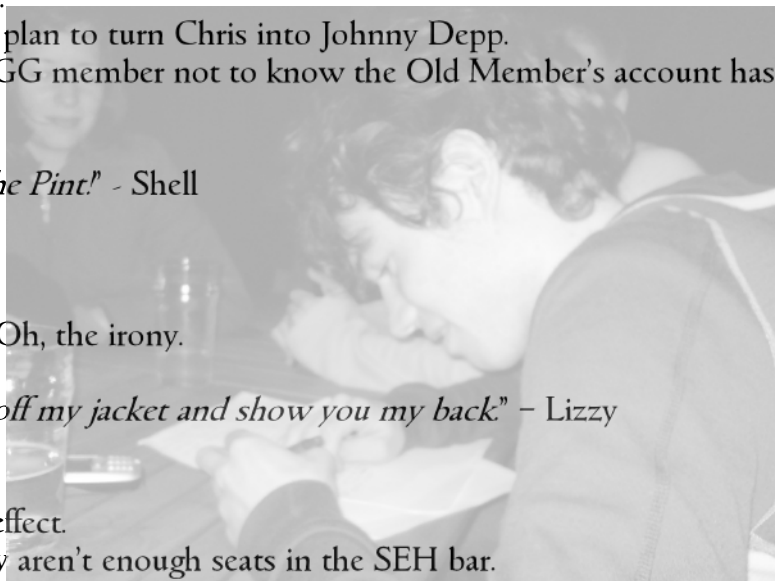 .
plan to turn Chris into Johnny Depp.
GG member not to know the Old Member’s account has
he Pint!” - Shell
Oh, the irony.
off my jacket and show you my back.” – Lizzy
effect.
y aren’t enough seats in the SEH bar.